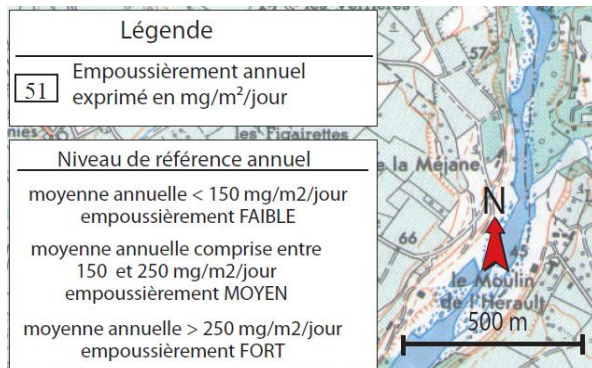 Légende
51
Empoussièrement annuel
exprimé en mg/m²/jour
les Figairettes
Niveau de référence annuel
moyenne annuelle < 150 mg/m2/jour
empoussièrement FAIBLE
moyenne annuelle comprise entre
150 et 250 mg/m2/jour
empoussièrement MOYEN
moyenne annuelle > 250 mg/m2/jour
empoussièrement FORT
57
la Méjane
N
66
45
le Moulin
de l'Hérault
500 m